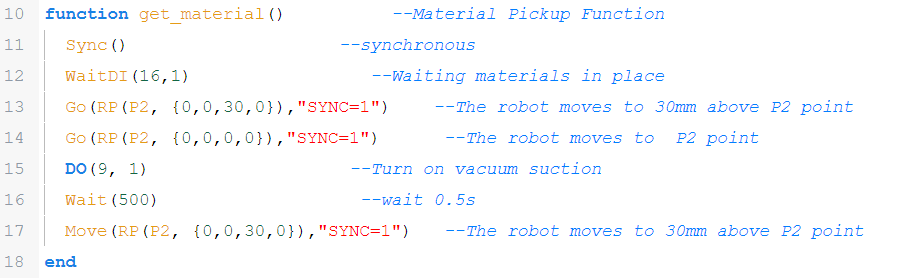 10 function get_material() --Material Pickup Function
11 Sync() --synchronous
12 WaitDI(16,1) --Waiting materials in place
13 Go(RP(P2, {0,0,30,0}),"SYNC=1") --The robot moves to 30mm above P2 point
14 Go(RP(P2, {0,0,0,0}),"SYNC=1") --The robot moves to  P2 point
15 DO(9, 1) --Turn on vacuum suction
16 Wait(500) --wait 0.5s
17 Move(RP(P2, {0,0,30,0}),"SYNC=1") --The robot moves to 30mm above P2 point
18 end